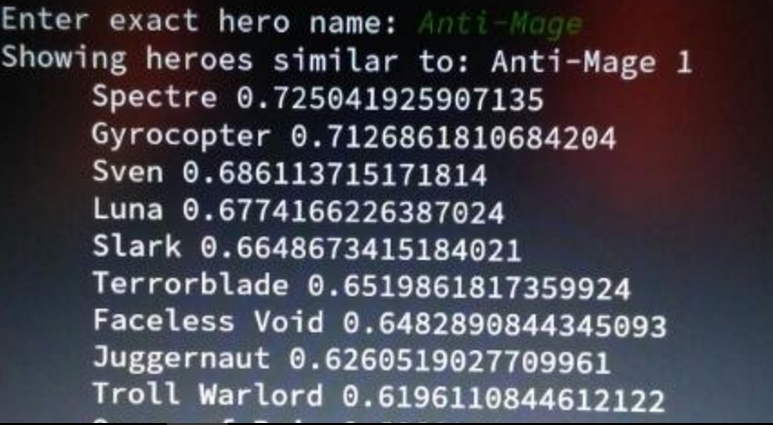 Enter exact hero name: Anti-Mage
Showing heroes similar to: Anti-Mage 1
Spectre 0.725041925907135
Gyrocopter 0.7126861810684204
Sven 0.686113715171814
Luna 0.6774166226387024
Slark 0.6648673415184021
Terrorblade 0.6519861817359924
Faceless Void 0.6482890844345093
Juggernaut 0.6260519027709961
Troll Warlord 0.6196110844612122